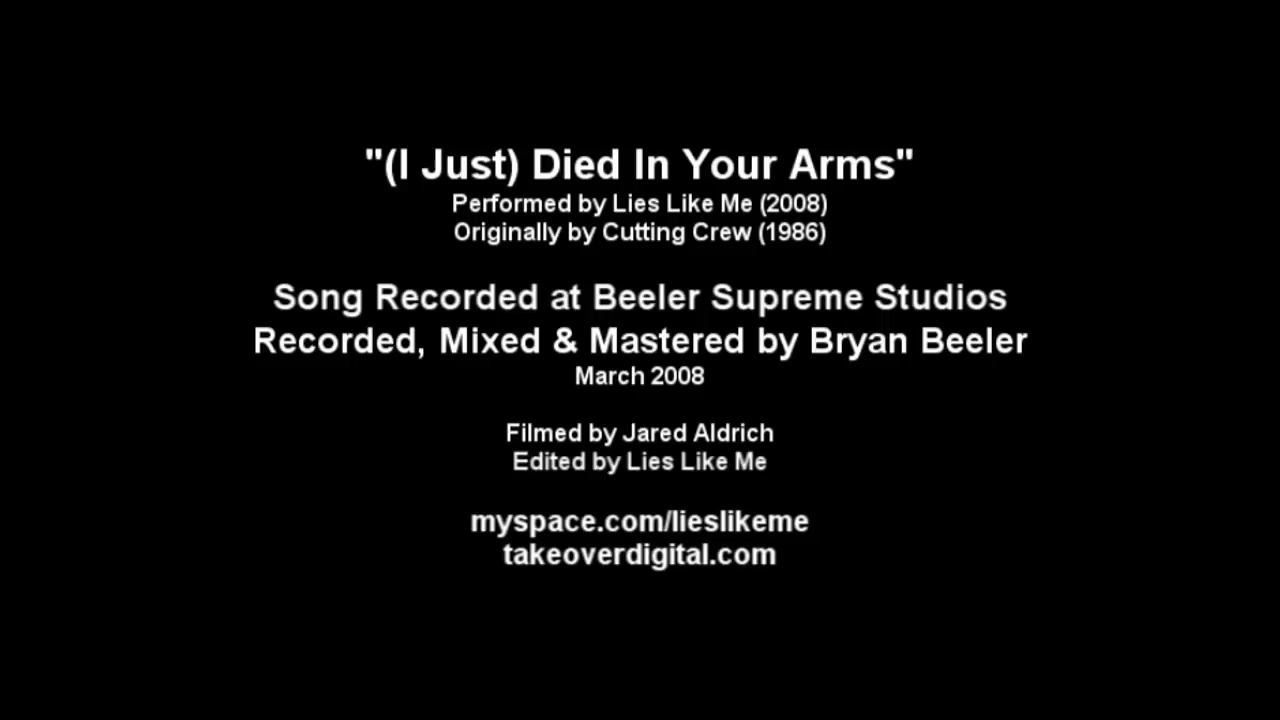 "(I Just) Died In Your Arms"
Performed by Lies Like Me (2008)
Originally by Cutting Crew (1986)
Song Recorded at Beeler Supreme Studios
Recorded, Mixed & Mastered by Bryan Beeler
March 2008
Filmed by Jared Aldrich
Edited by Lies Like Me
myspace.com/lieslikeme
takeoverdigital.com